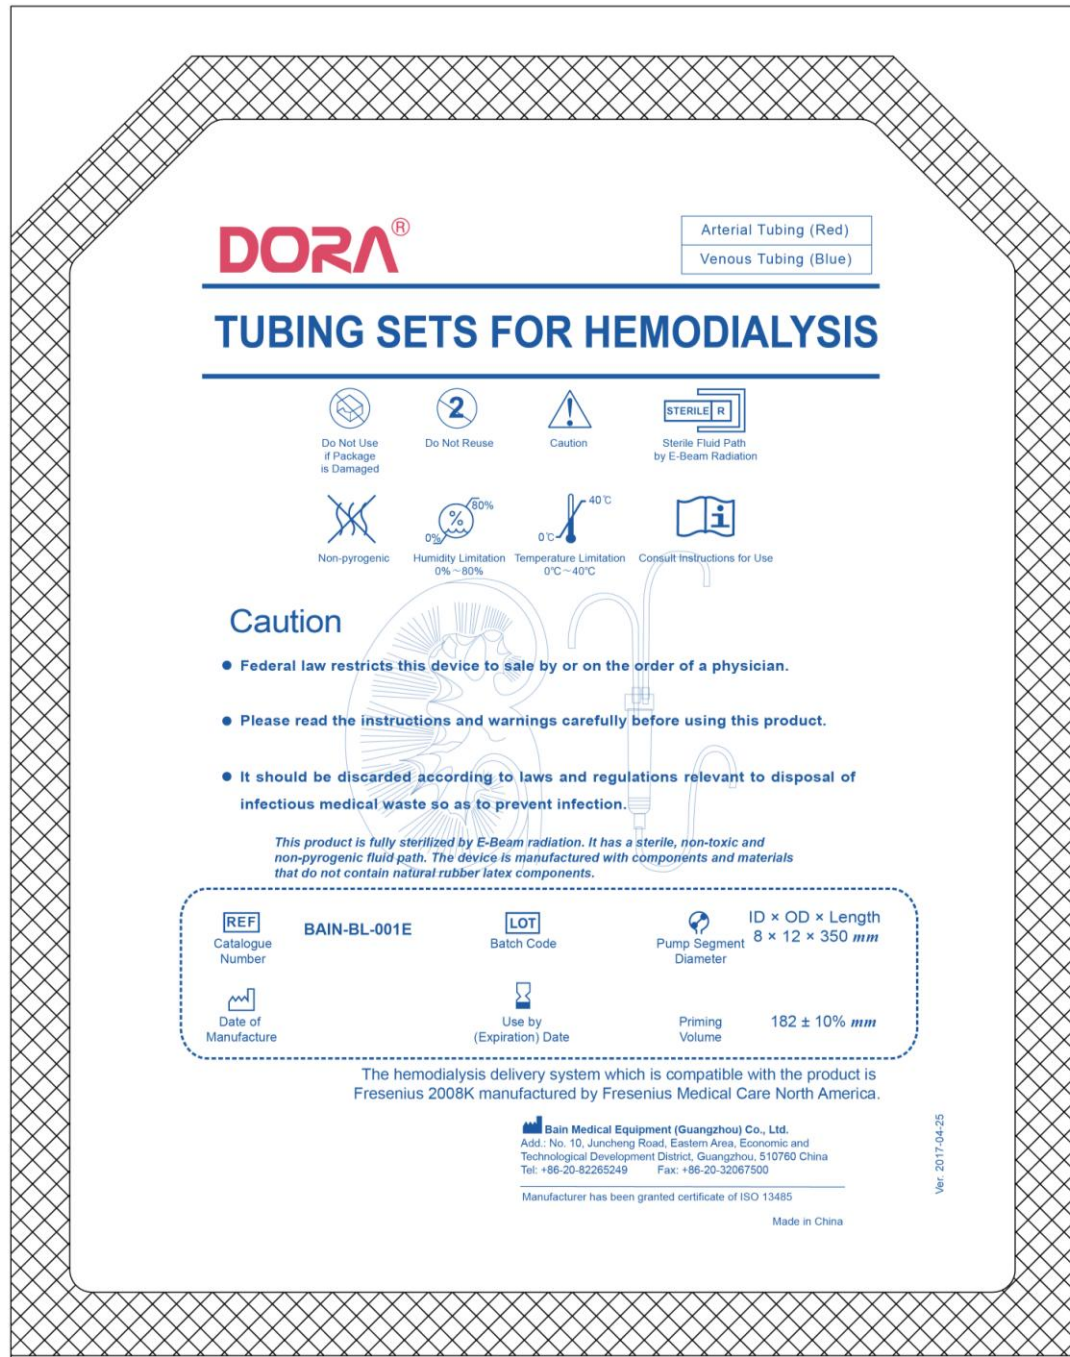 DORA®
Arterial Tubing (Red)
Venous Tubing (Blue)
TUBING SETS FOR HEMODIALYSIS
2
STERILE R
Do Not Use
if Package
is Damaged
Do Not Reuse
Caution
Sterile Fluid Path
by E-Beam Radiation
80%
0%
%
40℃
0℃
i
Non-pyrogenic
Humidity Limitation
0%~80%
Temperature Limitation
0℃~40℃
Consult Instructions for Use
Caution
● Federal law restricts this device to sale by or on the order of a physician.
● Please read the instructions and warnings carefully before using this product.
● It should be discarded according to laws and regulations relevant to disposal of
infectious medical waste so as to prevent infection.
This product is fully sterilized by E-Beam radiation. It has a sterile, non-toxic and
non-pyrogenic fluid path. The device is manufactured with components and materials
that do not contain natural rubber latex components.
REF
Catalogue
Number
BAIN-BL-001E
LOT
Batch Code
Pump Segment
Diameter
ID × OD × Length
8 × 12 × 350 mm
Date of
Manufacture
Use by
(Expiration) Date
Priming
Volume
182 ± 10% mm
The hemodialysis delivery system which is compatible with the product is
Fresenius 2008K manufactured by Fresenius Medical Care North America.
Bain Medical Equipment (Guangzhou) Co., Ltd.
Add.: No. 10, Juncheng Road, Eastern Area, Economic and
Technological Development District, Guangzhou, 510760 China
Tel: +86-20-82265249 Fax: +86-20-32067500
Manufacturer has been granted certificate of ISO 13485
Made in China
Ver. 2017-04-25